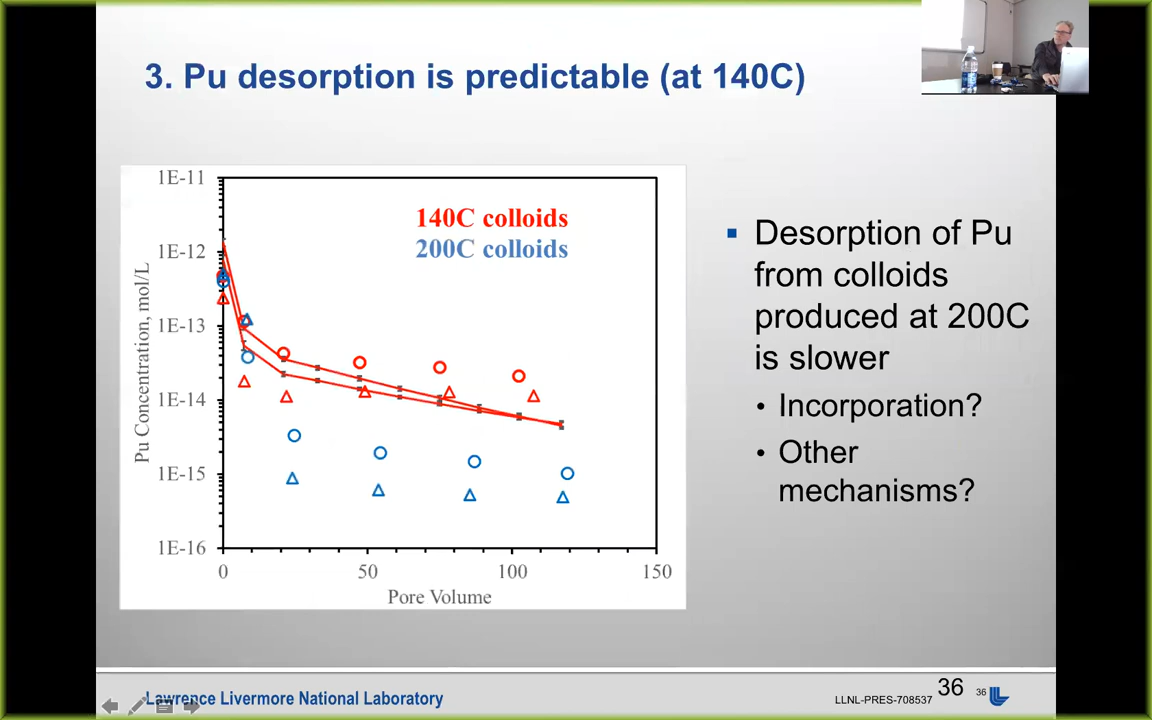 3. Pu desorption is predictable (at 140C)
1E-11
1E-12
1E-13
1E-14
1E-15
1E-16
Pu Concentration, mol/L
140C colloids
200C colloids
0
50
100
150
Pore Volume
▪ Desorption of Pu
from colloids
produced at 200C
is slower
• Incorporation?
• Other
mechanisms?
Lawrence Livermore National Laboratory
LLNL-PRES-708537
36
36